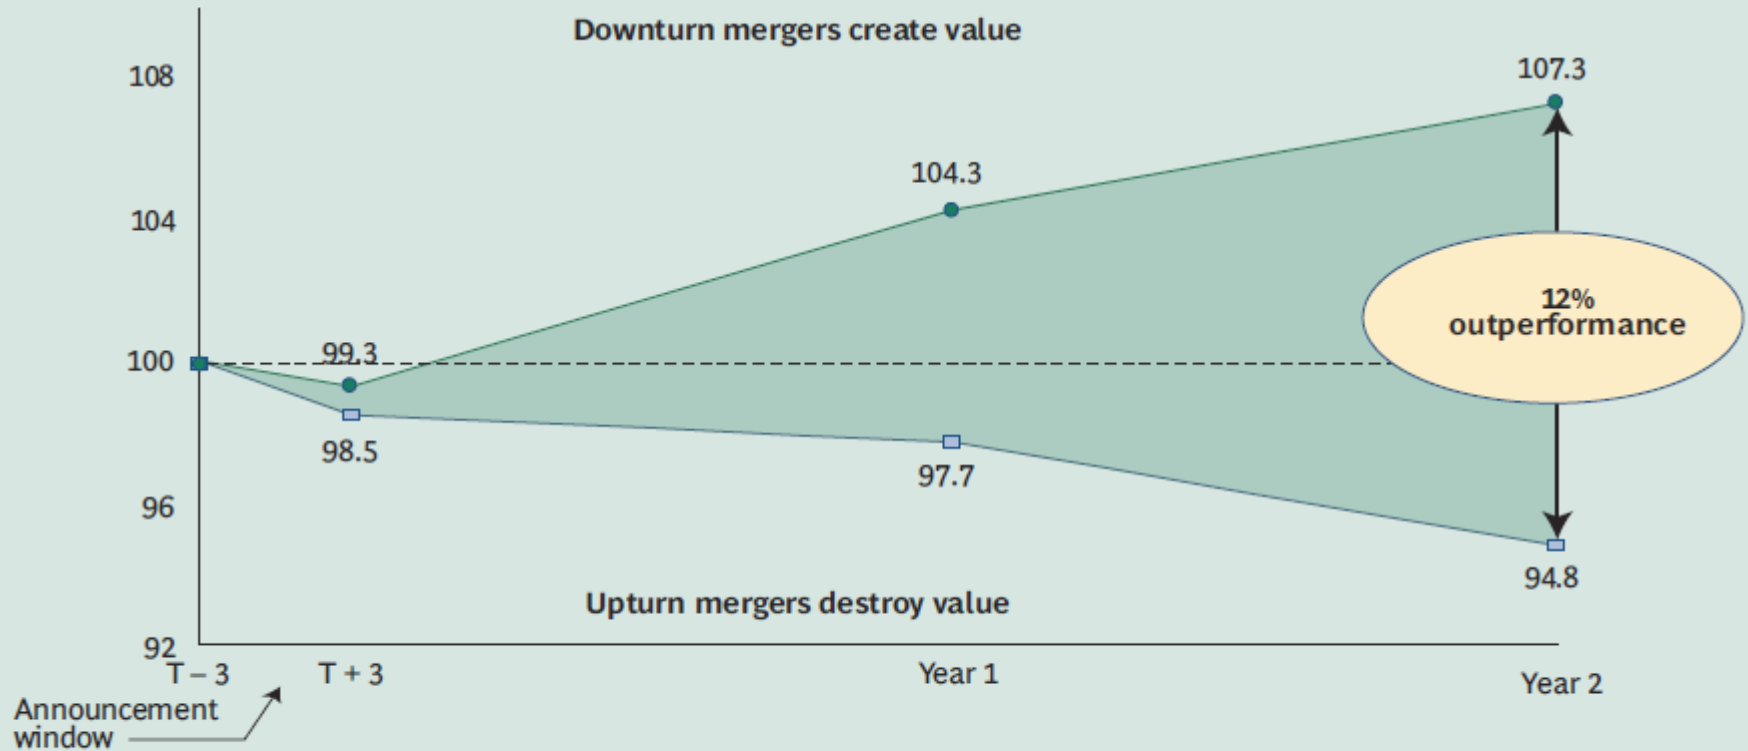 Downturn mergers create value
108
107.3
104.3
104
100
99.3
12%
outperformance
98.5
97.7
96
94.8
Upturn mergers destroy value
92
T – 3
T + 3
Year 1
Year 2
Announcement
window